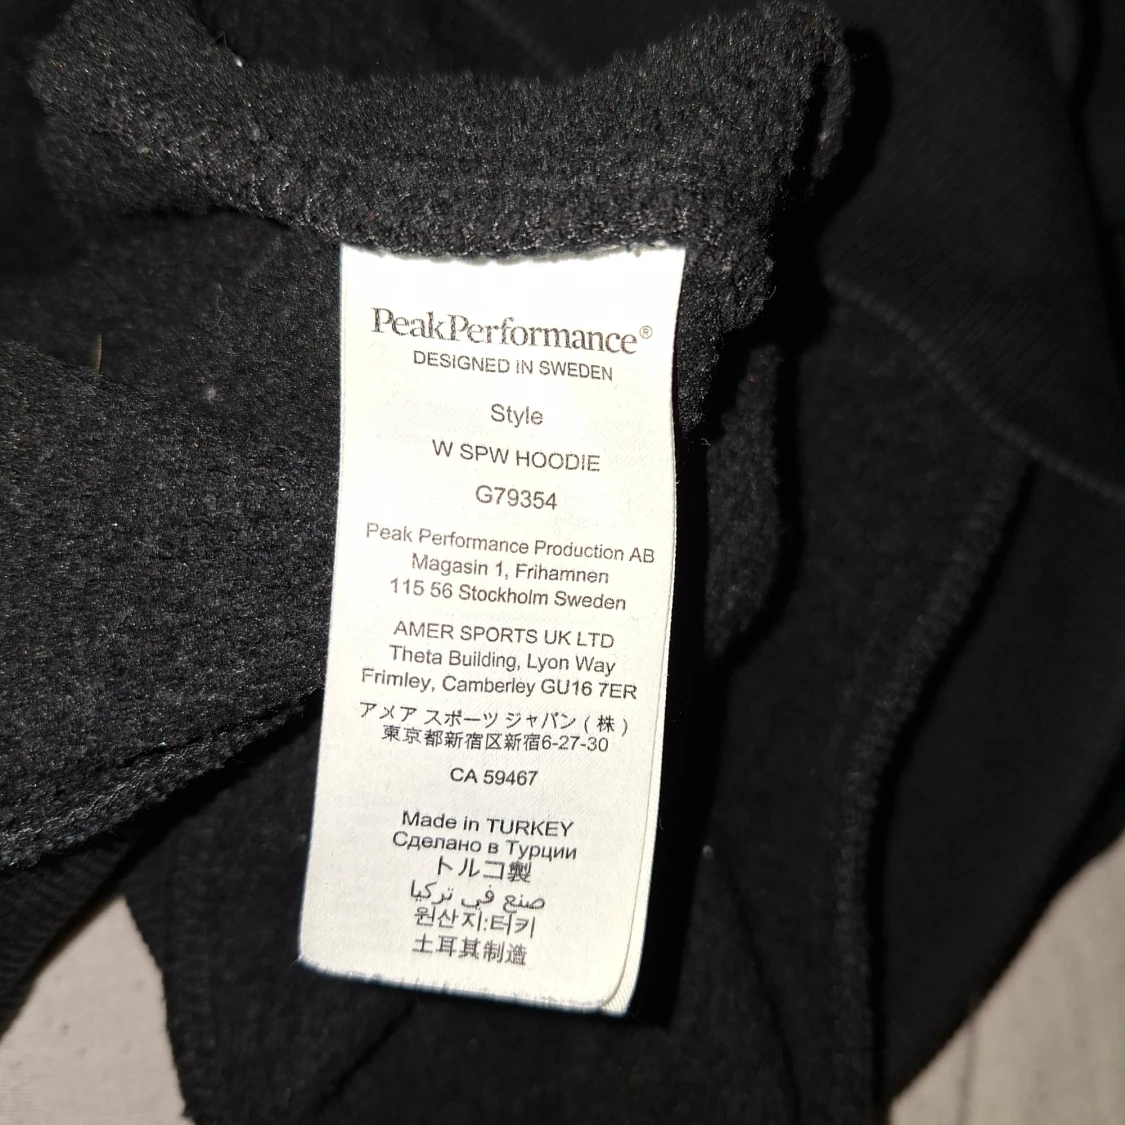 PeakPerformance®
DESIGNED IN SWEDEN
Style
W SPW HOODIE
G79354
Peak Performance Production AB
Magasin 1, Frihamnen
115 56 Stockholm Sweden
AMER SPORTS UK LTD
Theta Building, Lyon Way
Frimley, Camberley GU16 7ER
アメア スポーツ ジャパン ( 株 )
東京都新宿区新宿6-27-30
CA 59467
Made in TURKEY
Сделано в Турции
トルコ製
صنع في تركيا
원산지:터키
土耳其制造